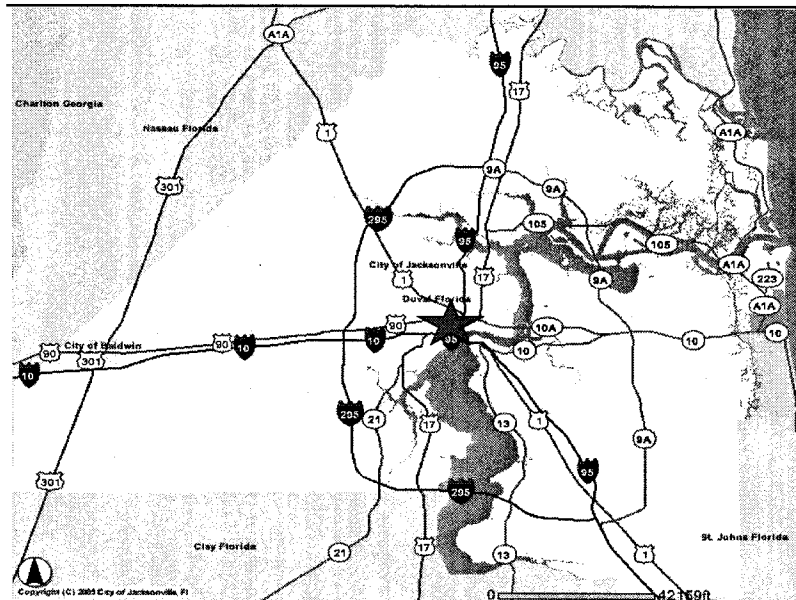 A1A
95
17
Charlton Georgia
Nassau Florida
1
A1A
301
9A
9A
295
105
95
105
City of Jacksonville
A1A
1
17
9A
223
Duval Florida
A1A
90
10A
City of Baldwin
90
10
10
10
95
10
10
90
301
10
295
21
17
13
1
9A
95
301
295
St. Johns Florida
Clay Florida
21
17
13
1
Copyright (C) 2003 City of Jacksonville, Fl
0
42159ft